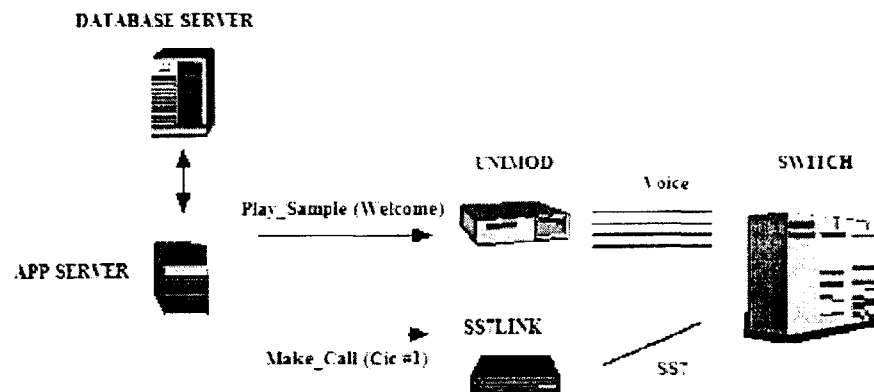 DATABASE SERVER
UNIMOD
SWITCH
Voice
Play_Sample (Welcome)
APP SERVER
SS7LINK
Make_Call (Cic #1)
SS7